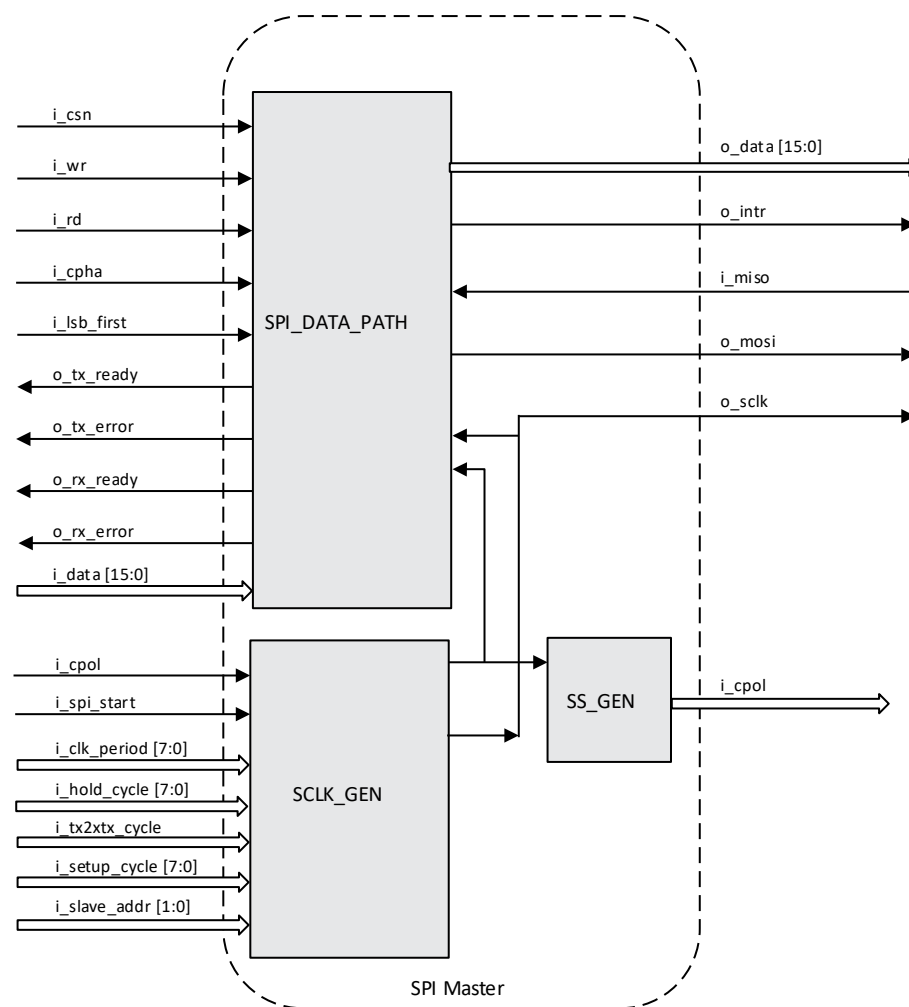 i_csn
i_wr
i_rd
i_cpha
i_lsb_first
o_tx_ready
o_tx_error
o_rx_ready
o_rx_error
i_data [15:0]
SPI_DATA_PATH
o_data [15:0]
o_intr
i_miso
o_mosi
o_sclk
i_cpol
i_spi_start
i_clk_period [7:0]
i_hold_cycle [7:0]
i_tx2xtx_cycle
i_setup_cycle [7:0]
i_slave_addr [1:0]
SCLK_GEN
SS_GEN
i_cpol
SPI Master